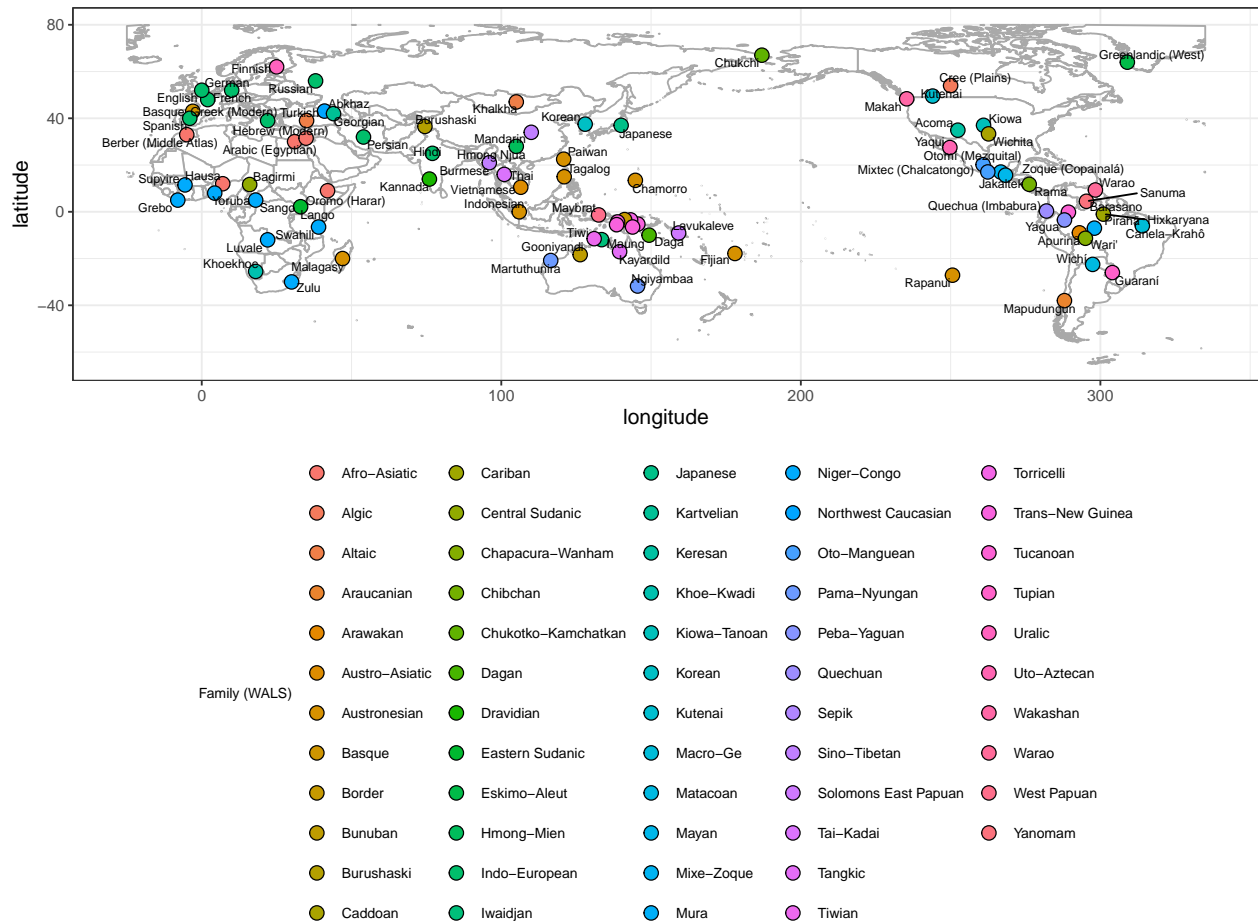 80
40
0
−40
latitude
0
100
200
300
longitude
Finnish
German
English
French
Russian
Basque
Greek (Modern)
Turkish
Abkhaz
Spanish
Hebrew (Modern)
Georgian
Berber (Middle Atlas)
Arabic (Egyptian)
Persian
Burushaski
Khalkha
Korean
Mandarin
Japanese
Hindi
Hmong Njua
Paiwan
Burmese
Thai
Tagalog
Kannada
Vietnamese
Chamorro
Indonesian
Supyire
Hausa
Bagirmi
Grebo
Yoruba
Sango
Oromo (Harar)
Lango
Swahili
Luvale
Khoekhoe
Malagasy
Zulu
Maybrat
Tiwi
Maung
Lavukaleve
Daga
Gooniyandi
Kayardild
Martuthunira
Ngiyambaa
Fijian
Chukchi
Greenlandic (West)
Cree (Plains)
Kutenai
Makah
Acoma
Kiowa
Yaqui
Wichita
Otomí (Mezquital)
Mixtec (Chalcatongo)
Zoque (Copainalá)
Jakaltek
Rama
Warao
Sanuma
Quechua (Imbabura)
Barasano
Hixkaryana
Pirahã
Yagua
Canela−Krahô
Apurinã
Wari'
Wichí
Guaraní
Rapanui
Mapudungun
Family (WALS)
Afro−Asiatic
Algic
Altaic
Araucanian
Arawakan
Austro−Asiatic
Austronesian
Basque
Border
Bunuban
Burushaski
Caddoan
Cariban
Central Sudanic
Chapacura−Wanham
Chibchan
Chukotko−Kamchatkan
Dagan
Dravidian
Eastern Sudanic
Eskimo−Aleut
Hmong−Mien
Indo−European
Iwaidjan
Japanese
Kartvelian
Keresan
Khoe−Kwadi
Kiowa−Tanoan
Korean
Kutenai
Macro−Ge
Matacoan
Mayan
Mixe−Zoque
Mura
Niger−Congo
Northwest Caucasian
Oto−Manguean
Pama−Nyungan
Peba−Yaguan
Quechuan
Sepik
Sino−Tibetan
Solomons East Papuan
Tai−Kadai
Tangkic
Tiwian
Torricelli
Trans−New Guinea
Tucanoan
Tupian
Uralic
Uto−Aztecan
Wakashan
Warao
West Papuan
Yanomam